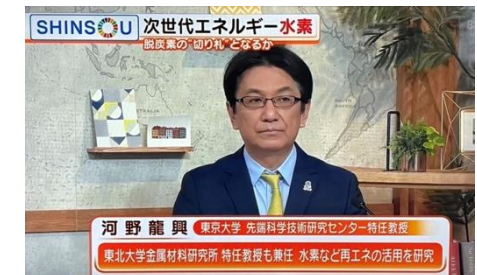 SHINSOU 次世代エネルギー水素
脱炭素の"切り札"となるか
河野龍興 東京大学 先端科学技術研究センター特任教授
東北大学金属材料研究所 特任教授も兼任 水素など再エネの活用を研究